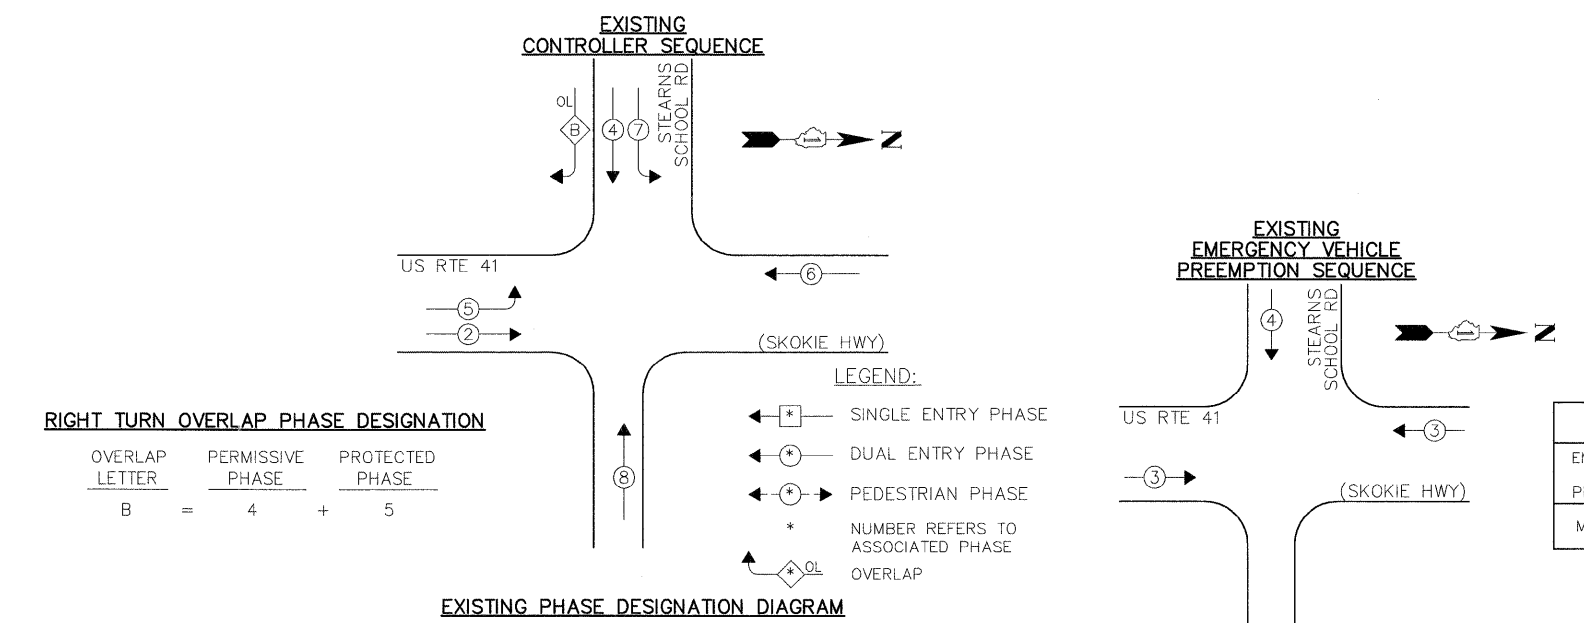 EXISTING
CONTROLLER SEQUENCE
OL
B
4
7
STEARNS
SCHOOL RD
N
US RTE 41
6
5
2
(SKOKIE HWY)
8
RIGHT TURN OVERLAP PHASE DESIGNATION
OVERLAP PERMISSIVE PROTECTED
LETTER PHASE PHASE
B = 4 + 5
LEGEND:
* SINGLE ENTRY PHASE
* DUAL ENTRY PHASE
* PEDESTRIAN PHASE
* NUMBER REFERS TO
ASSOCIATED PHASE
* OL OVERLAP
EXISTING PHASE DESIGNATION DIAGRAM
EXISTING
EMERGENCY VEHICLE
PREEMPTION SEQUENCE
4
STEARNS
SCHOOL RD
N
US RTE 41
3
3
(SKOKIE HWY)